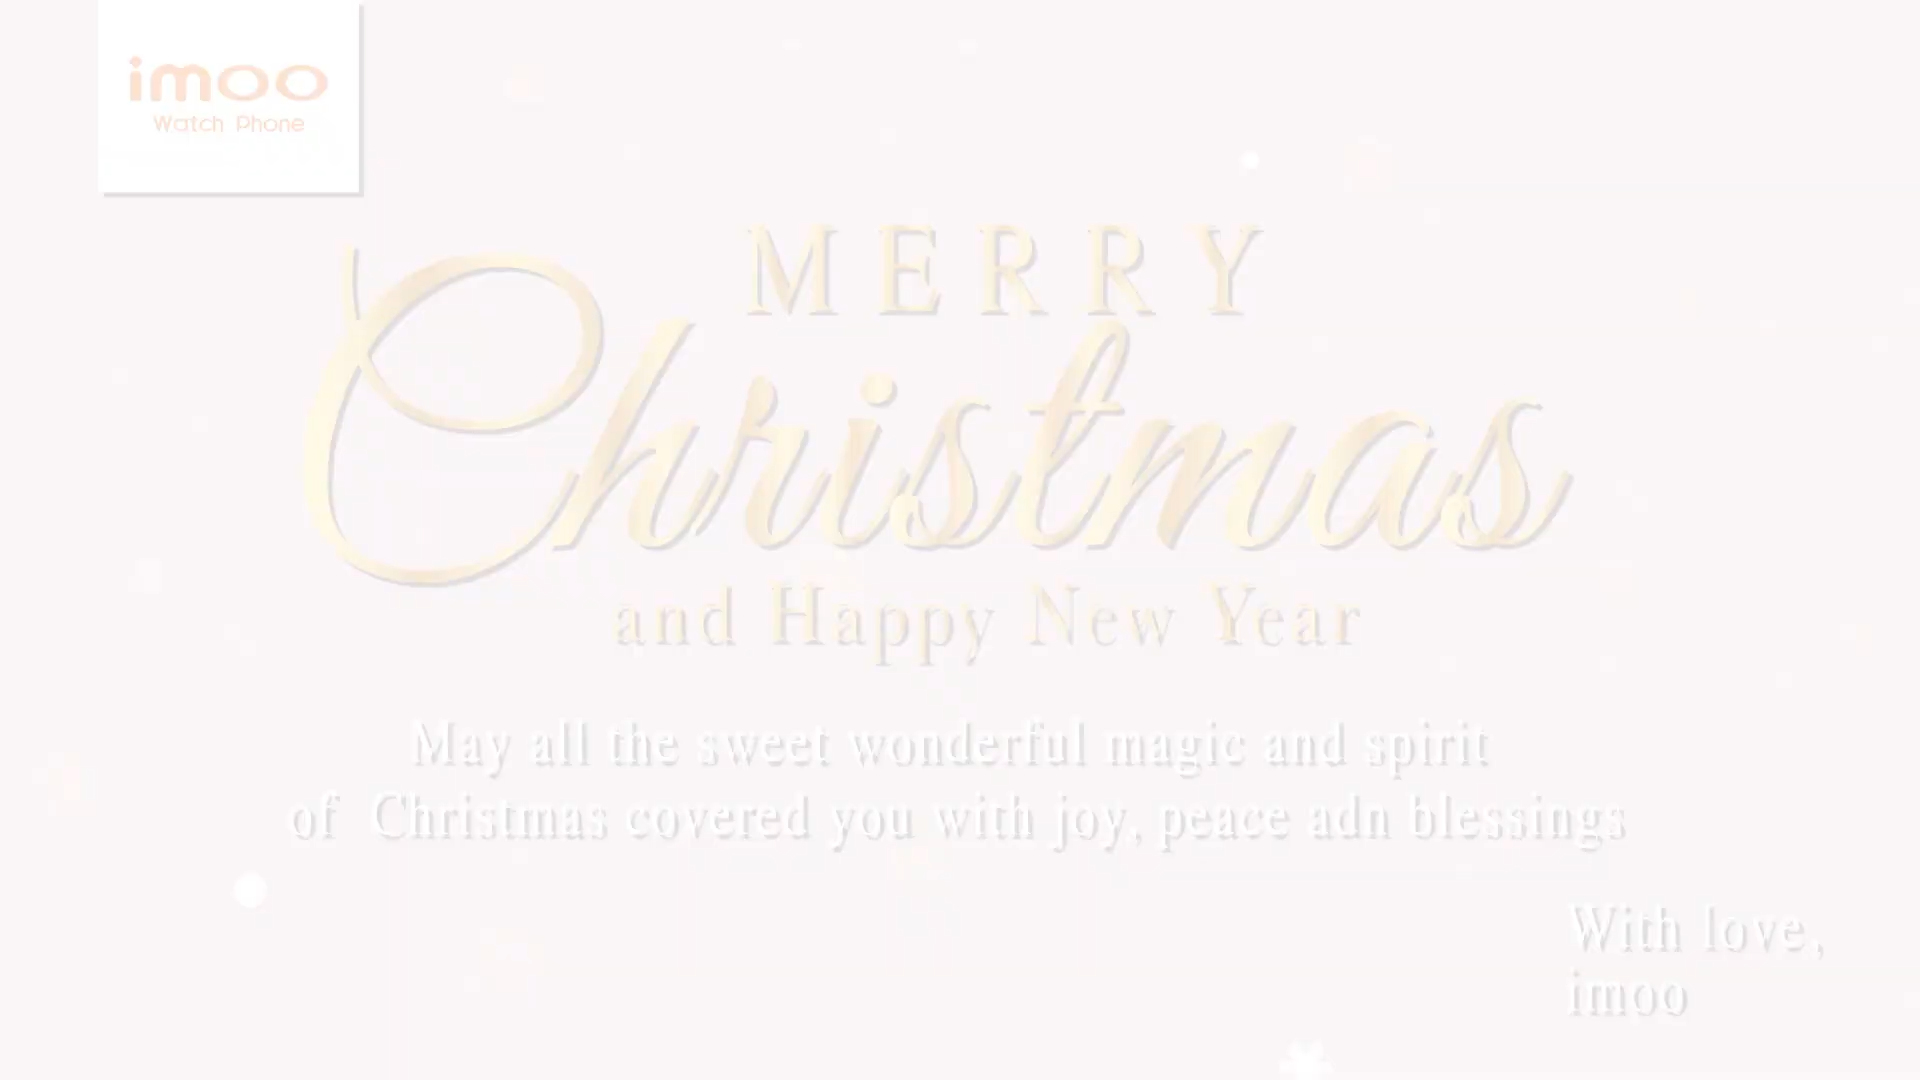 imoo
Watch Phone
MERRY
Christmas
and Happy New Year
May all the sweet wonderful magic and spirit
of Christmas covered you with joy, peace adn blessings
With love,
imoo